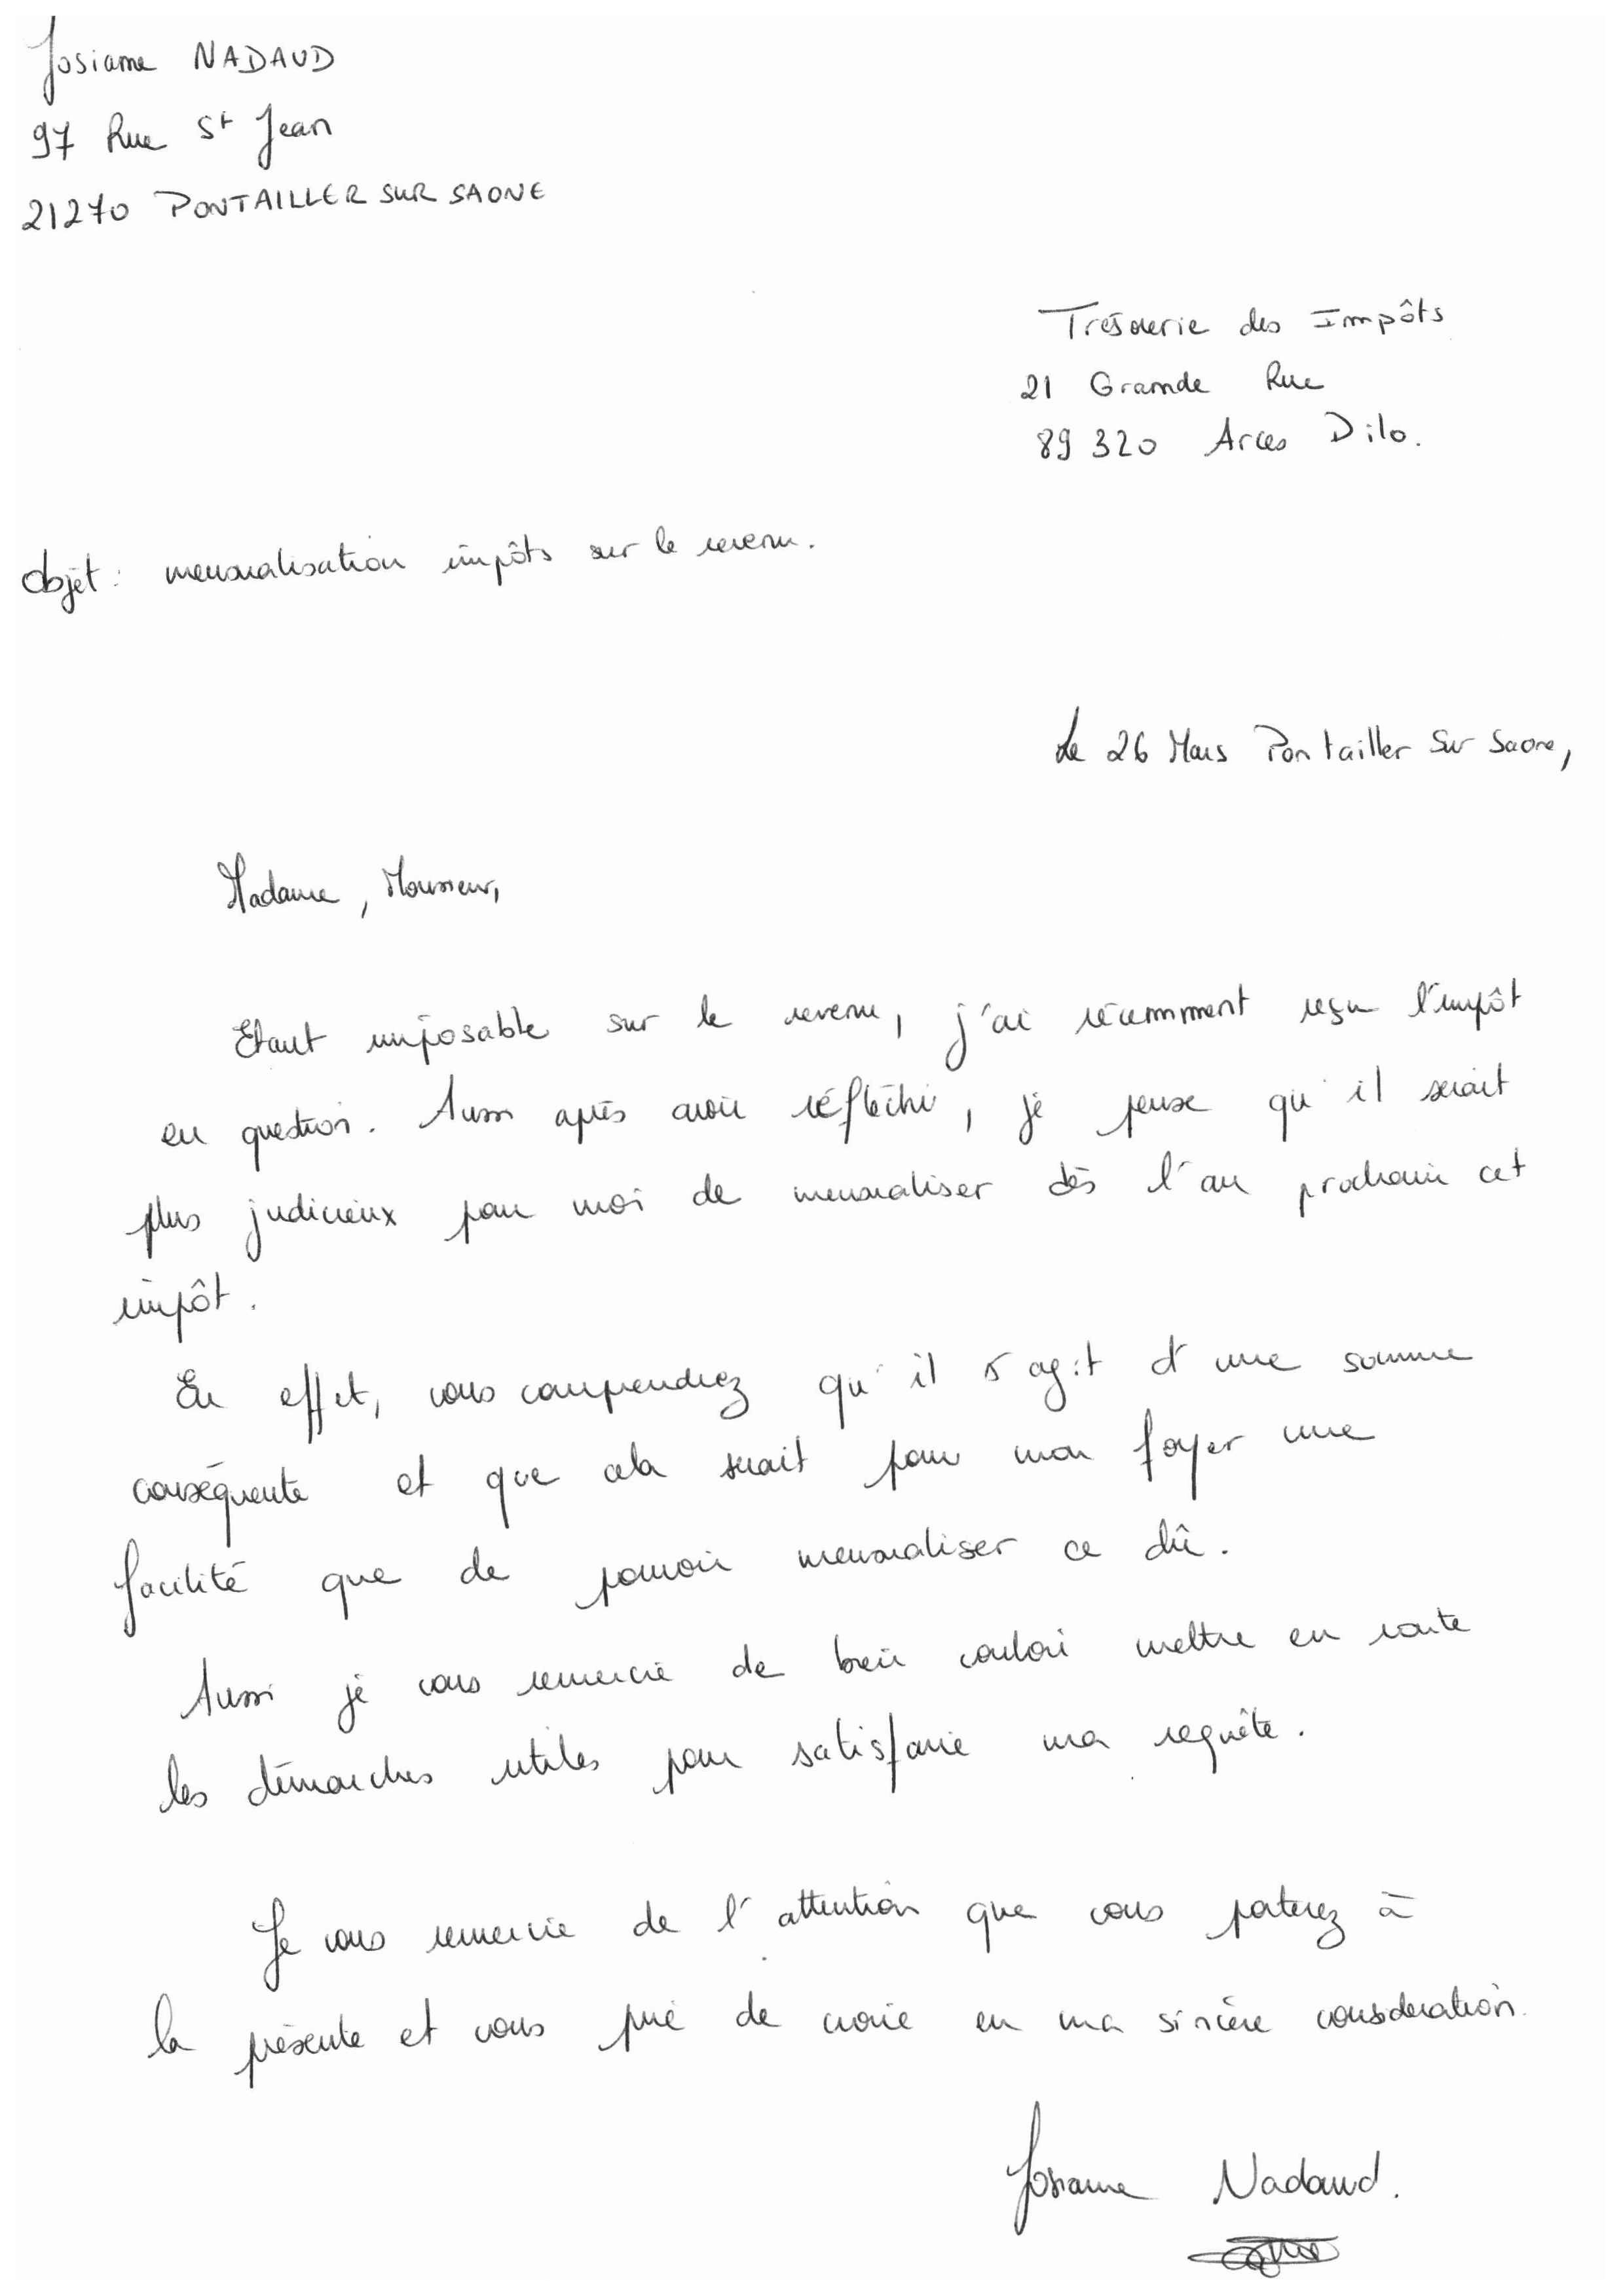 Josiane NADAUD
97 Rue St Jean
21270 PONTAILLER SUR SAONE
Trésorerie des Impôts
21 Grande Rue
89 320 Arces Dilo.
Objet : mensualisation impôts sur le revenu.
Le 26 Mars Pontailler Sur Saone,
Madame, Monsieur,
Etant imposable sur le revenu, j'ai récemment reçu l'impôt
en question. Aussi après avoir réfléchi, je pense qu'il serait
plus judicieux pour moi de mensualiser dès l'an prochain cet
impôt.
En effet, vous comprendrez qu'il s'agit d'une somme
conséquente et que cela serait pour mon foyer une
facilité que de pouvoir mensualiser ce dû.
Aussi je vous remercie de bien vouloir mettre en route
les démarches utiles pour satisfaire ma requête.
Je vous remercie de l'attention que vous porterez à
la présente et vous prie de croire en ma sincère considération.
Josiane Nadaud.